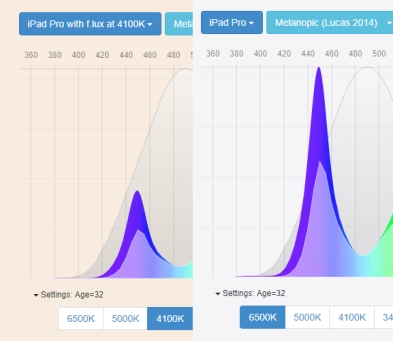 iPad Pro with f.lux at 4100K
Mela
360 380 400 420 440 460 480 5
Settings: Age=32
6500K 5000K 4100K
iPad Pro
Melanopic (Lucas 2014)
360 380 400 420 440 460 480 500
Settings: Age=32
6500K 5000K 4100K 34